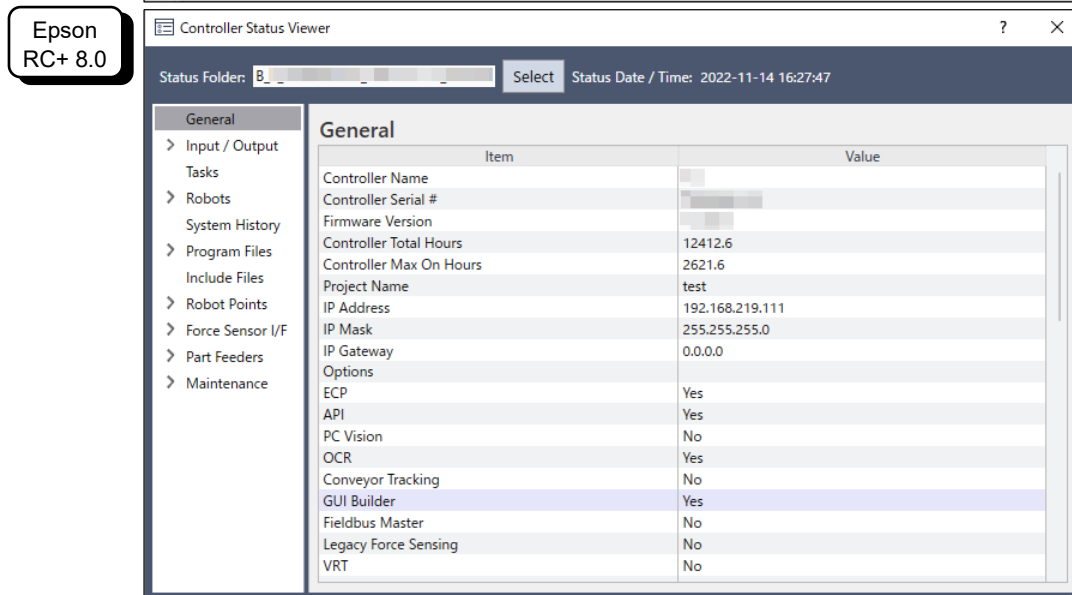 Epson
RC+ 8.0
Controller Status Viewer ? ×
Status Folder: B_ Select Status Date / Time: 2022-11-14 16:27:47
General
Input / Output
Tasks
Robots
System History
Program Files
Include Files
Robot Points
Force Sensor I/F
Part Feeders
Maintenance
General
Item Value
Controller Name
Controller Serial #
Firmware Version
Controller Total Hours 12412.6
Controller Max On Hours 2621.6
Project Name test
IP Address 192.168.219.111
IP Mask 255.255.255.0
IP Gateway 0.0.0.0
Options
ECP Yes
API Yes
PC Vision No
OCR Yes
Conveyor Tracking No
GUI Builder Yes
Fieldbus Master No
Legacy Force Sensing No
VRT No